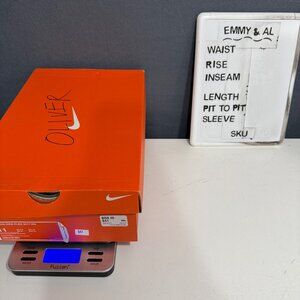 OLIVER
EMMY & AL
WAIST
RISE
INSEAM
LENGTH
PIT TO PIT
SLEEVE
SKU